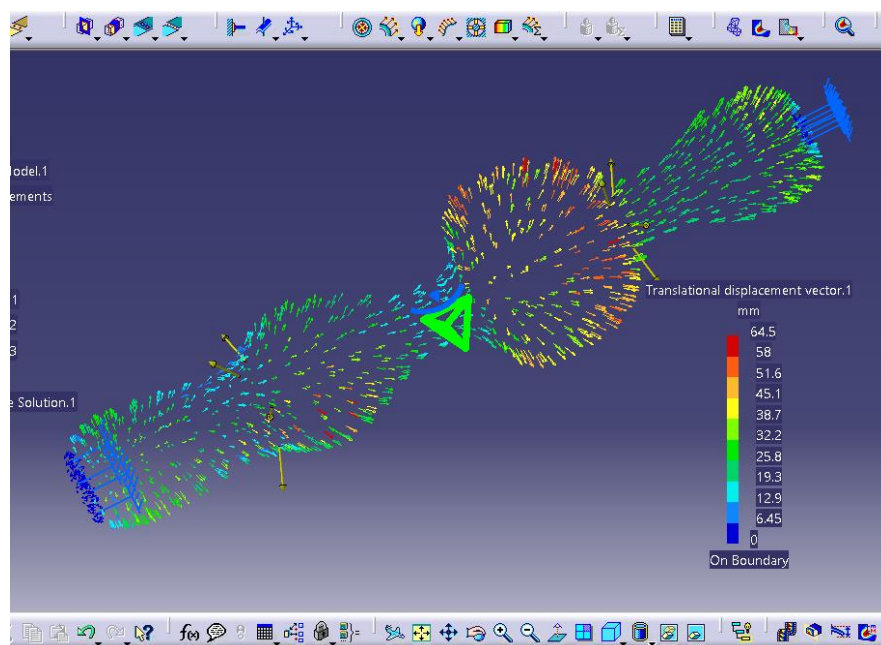 Model.1
ements
1
2
3
e Solution.1
Translational displacement vector.1
mm
64.5
58
51.6
45.1
38.7
32.2
25.8
19.3
12.9
6.45
0
On Boundary
f(x)